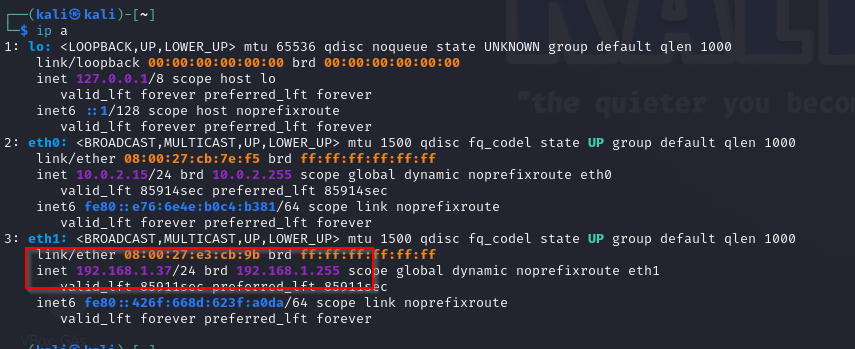 ┌──(kali㉿kali)-[~]
└─$ ip a
1: lo: <LOOPBACK,UP,LOWER_UP> mtu 65536 qdisc noqueue state UNKNOWN group default qlen 1000
link/loopback 00:00:00:00:00:00 brd 00:00:00:00:00:00
inet 127.0.0.1/8 scope host lo
valid_lft forever preferred_lft forever
inet6 ::1/128 scope host noprefixroute
valid_lft forever preferred_lft forever
"the quieter you becom
2: eth0: <BROADCAST,MULTICAST,UP,LOWER_UP> mtu 1500 qdisc fq_codel state UP group default qlen 1000
link/ether 08:00:27:cb:7e:f5 brd ff:ff:ff:ff:ff:ff
inet 10.0.2.15/24 brd 10.0.2.255 scope global dynamic noprefixroute eth0
valid_lft 85914sec preferred_lft 85914sec
inet6 fe80::e76:6e4e:b0c4:b381/64 scope link noprefixroute
valid_lft forever preferred_lft forever
3: eth1: <BROADCAST,MULTICAST,UP,LOWER_UP> mtu 1500 qdisc fq_codel state UP group default qlen 1000
link/ether 08:00:27:e3:cb:9b brd ff:ff:ff:ff:ff:ff
inet 192.168.1.37/24 brd 192.168.1.255 scope global dynamic noprefixroute eth1
valid_lft 85911sec preferred_lft 85911sec
inet6 fe80::426f:668d:623f:a0da/64 scope link noprefixroute
valid_lft forever preferred_lft forever